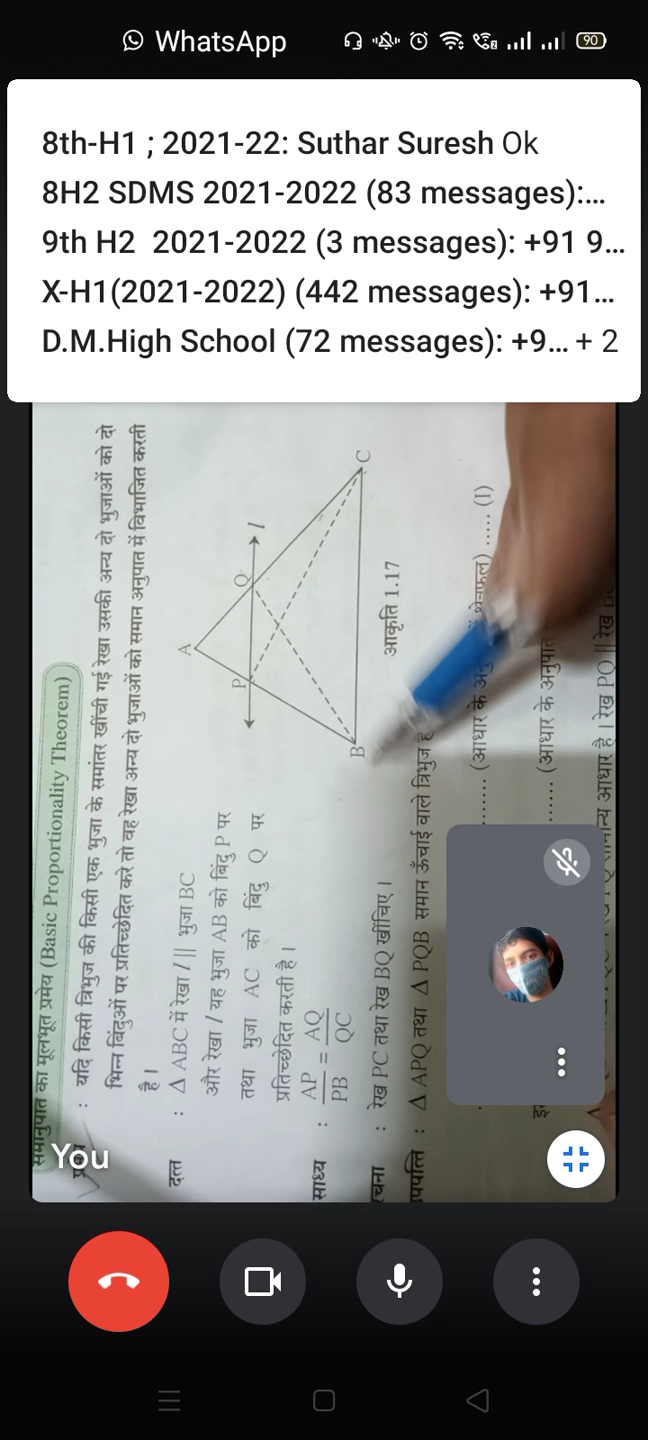 WhatsApp
90
8th-H1 ; 2021-22: Suthar Suresh Ok
8H2 SDMS 2021-2022 (83 messages):...
9th H2 2021-2022 (3 messages): +91 9...
X-H1(2021-2022) (442 messages): +91...
D.M.High School (72 messages): +9... + 2
समानुपात का मूलभूत प्रमेय (Basic Proportionality Theorem)
: यदि किसी त्रिभुज की किसी एक भुजा के समांतर खींची गई रेखा उसकी अन्य दो भुजाओं को दो
भिन्न बिंदुओं पर प्रतिच्छेदित करे तो वह रेखा अन्य दो भुजाओं को समान अनुपात में विभाजित करती
है।
दत्त : Δ ABC में रेखा l || भुजा BC
और रेखा l यह भुजा AB को बिंदु P पर
तथा भुजा AC को बिंदु Q पर
प्रतिच्छेदित करती है।
साध्य : AP/PB = AQ/QC
रचना : रेख PC तथा रेख BQ खींचिए।
उपपत्ति : Δ APQ तथा Δ PQB समान ऊँचाई वाले त्रिभुज है
A
P
Q
l
B
C
आकृति 1.17
(आधार के क्षेत्रफल) ..... (I)
(आधार के अनुपात
आधार है। रेख PQ || रेख
You